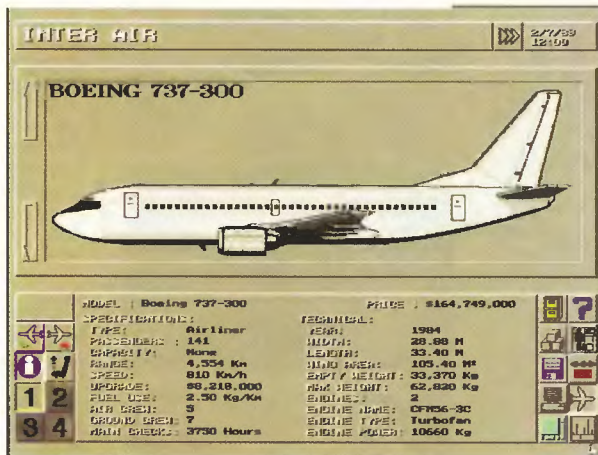 INTER AIR
2/7/89
12:09
BOEING 737-300
MODEL : Boeing 737-300
PRICE : $164,749,000
SPECIFICATIONS:
TYPE: Airliner
PASSENGERS : 141
CAPACITY: None
RANGE: 4,554 Km
SPEED: 810 Km/h
UPGRADE: $8,218,000
FUEL USE: 2.50 Kg/Km
AIR CREW: 5
GROUND CREW: 7
MAIN CHECKS: 3750 Hours
TECHNICAL:
YEAR: 1984
WIDTH: 28.88 M
LENGTH: 33.40 M
WING AREA: 105.40 M²
EMPTY WEIGHT: 33,370 Kg
MAX WEIGHT: 62,820 Kg
ENGINES: 2
ENGINE NAME: CFM56-3C
ENGINE TYPE: Turbofan
ENGINE POWER: 10660 Kg
i
1 2
3 4
?